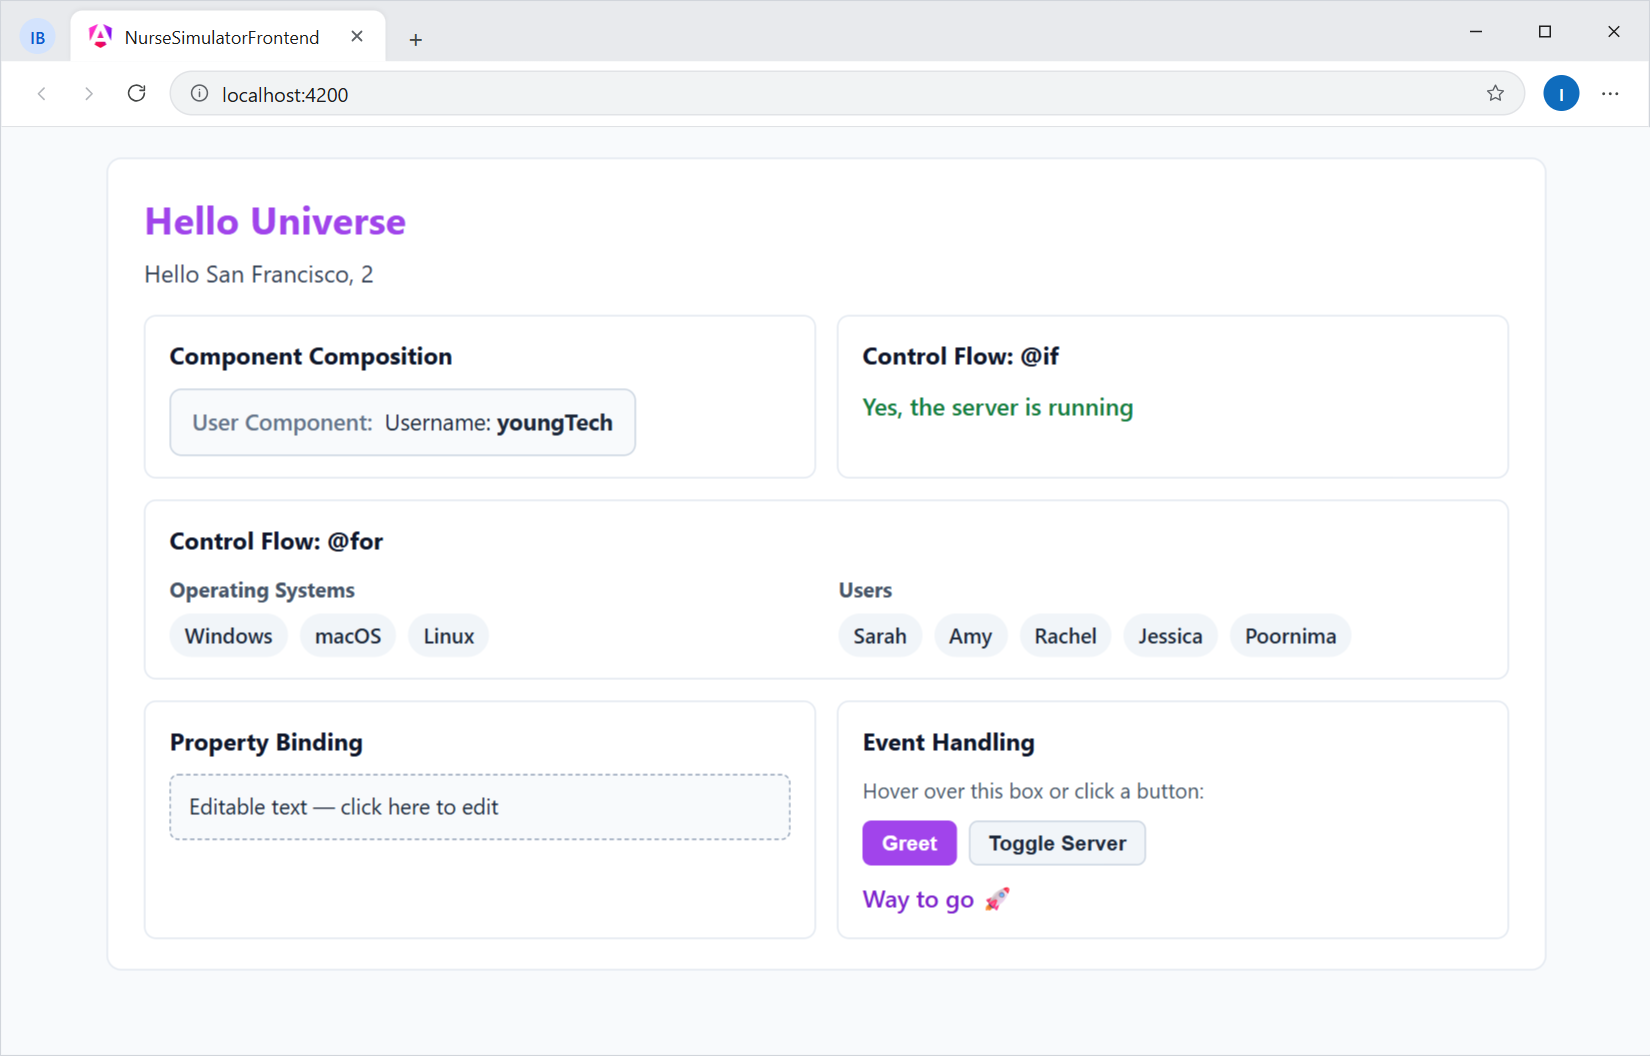 IB
NurseSimulatorFrontend
localhost:4200
I
Hello Universe
Hello San Francisco, 2
Component Composition
User Component: Username: youngTech
Control Flow: @if
Yes, the server is running
Control Flow: @for
Operating Systems
Windows macOS Linux
Users
Sarah Amy Rachel Jessica Poornima
Property Binding
Editable text — click here to edit
Event Handling
Hover over this box or click a button:
Greet Toggle Server
Way to go 🚀